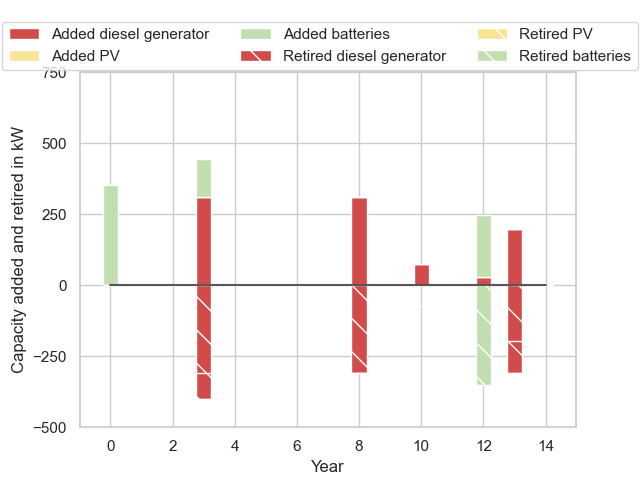 Added diesel generator
Added PV
Added batteries
Retired diesel generator
Retired PV
Retired batteries
750
500
250
0
−250
−500
Capacity added and retired in kW
0 2 4 6 8 10 12 14
Year